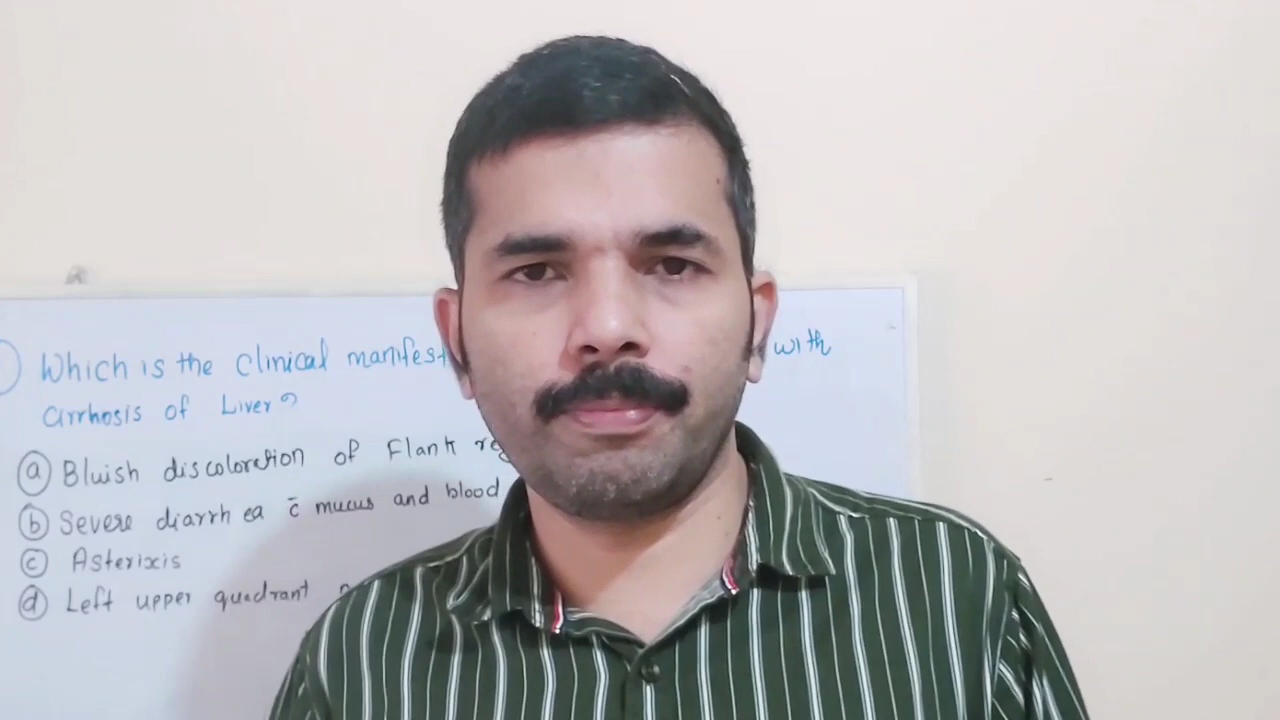 Which is the clinical manifest with
cirrhosis of Liver?
(a) Bluish discoloration of Flank
(b) Severe diarrhea c̄ mucus and blood
(c) Asterixis
(d) Left upper quadrant